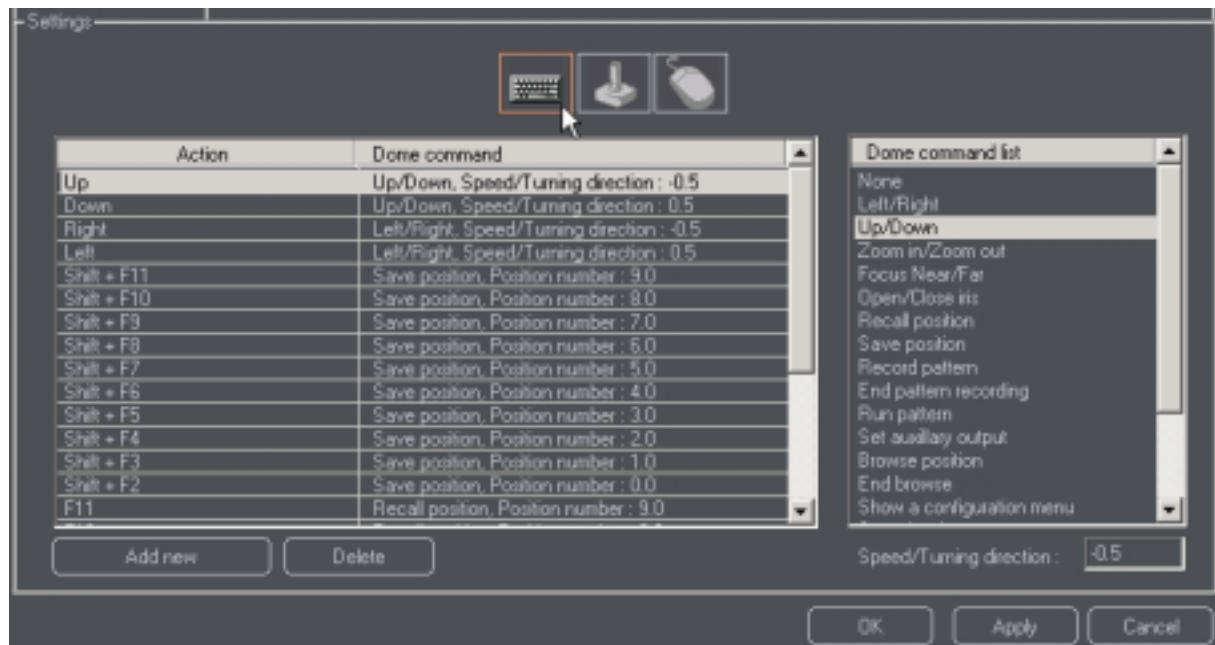 Settings
Action Dome command
Up Up/Down, Speed/Turning direction : -0.5
Down Up/Down, Speed/Turning direction : 0.5
Right Left/Right, Speed/Turning direction : -0.5
Left Left/Right, Speed/Turning direction : 0.5
Shift + F11 Save position, Position number : 9.0
Shift + F10 Save position, Position number : 8.0
Shift + F9 Save position, Position number : 7.0
Shift + F8 Save position, Position number : 6.0
Shift + F7 Save position, Position number : 5.0
Shift + F6 Save position, Position number : 4.0
Shift + F5 Save position, Position number : 3.0
Shift + F4 Save position, Position number : 2.0
Shift + F3 Save position, Position number : 1.0
Shift + F2 Save position, Position number : 0.0
F11 Recall position, Position number : 9.0
Add new Delete
Dome command list
None
Left/Right
Up/Down
Zoom in/Zoom out
Focus Near/Far
Open/Close iris
Recall position
Save position
Record pattern
End pattern recording
Run pattern
Set auxillary output
Browse position
End browse
Show a configuration menu
Speed/Turning direction : -0.5
OK Apply Cancel